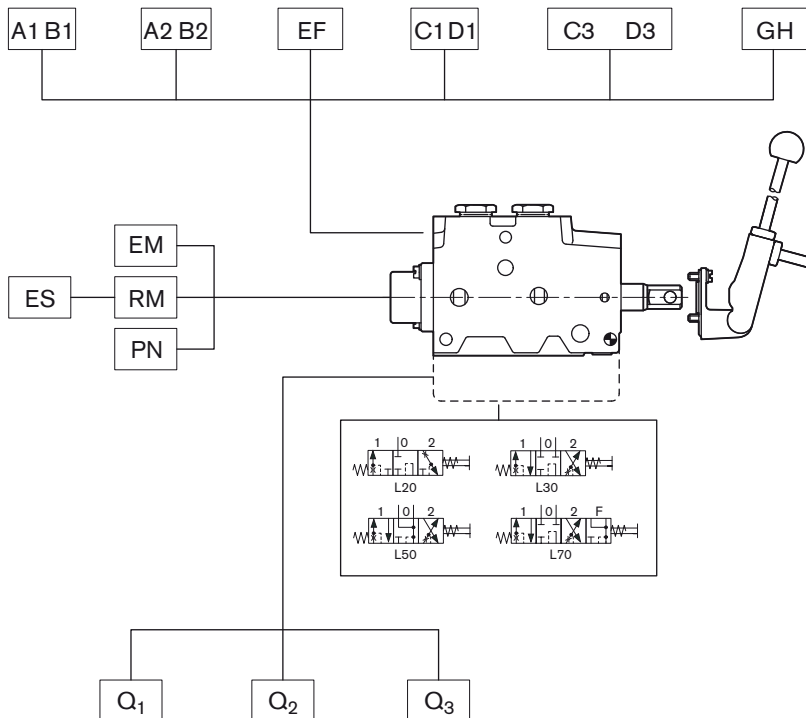 A1 B1
A2 B2
EF
C1 D1
C3 D3
GH
EM
ES
RM
PN
1 0 2
L20
1 0 2
L30
1 0 2
L50
1 0 2 F
L70
Q₁
Q₂
Q₃